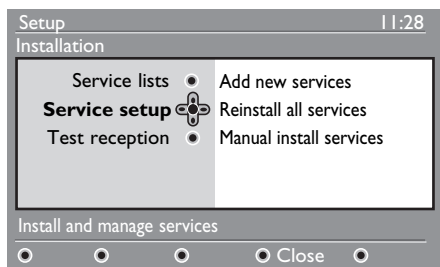 Setup 11:28
Installation
Service lists Add new services
Service setup Reinstall all services
Test reception Manual install services
Install and manage services
Close